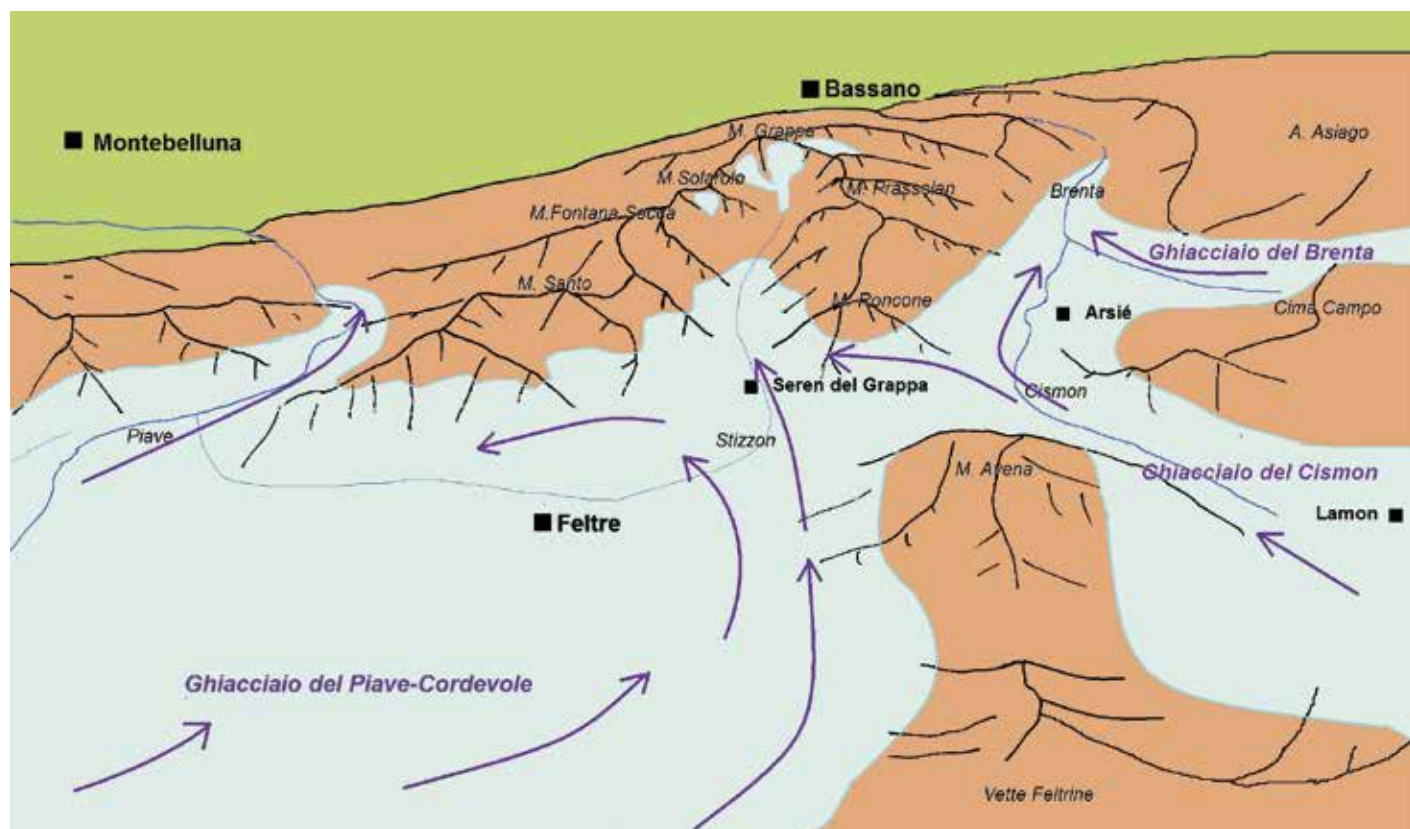 Bassano
Montebelluna
M. Grappa
A. Asiago
M.Solarolo
M. Prassolan
Brenta
M.Fontana Secca
Ghiacciaio del Brenta
M. Santo
M. Roncone
Arsié
Cima Campo
Seren del Grappa
Cismon
Piave
Stizzon
M. Avena
Ghiacciaio del Cismon
Feltre
Lamon
Ghiacciaio del Piave-Cordevole
Vette Feltrine